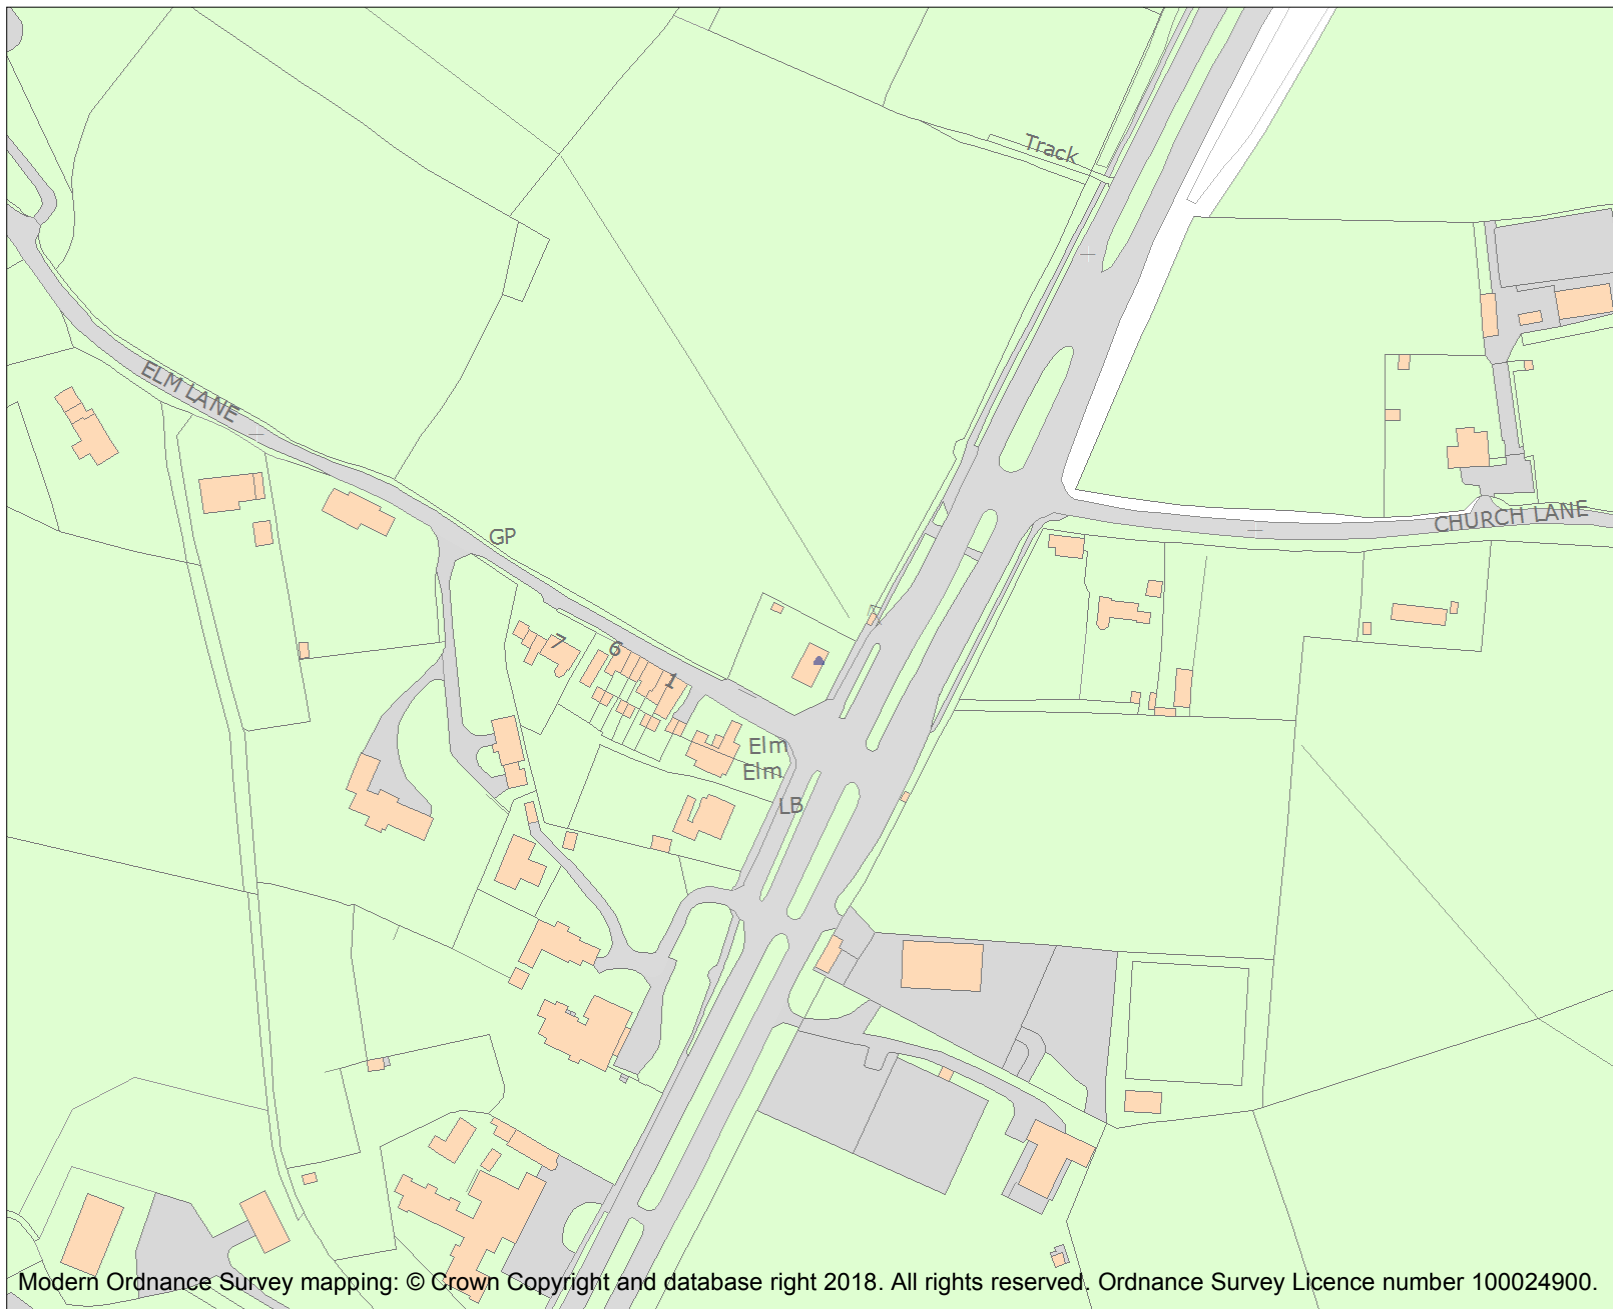 Track
ELM LANE
CHURCH LANE
GP
7
6
1
Elm
Elm
LB
Modern Ordnance Survey mapping: © Crown Copyright and database right 2018. All rights reserved. Ordnance Survey Licence number 100024900.